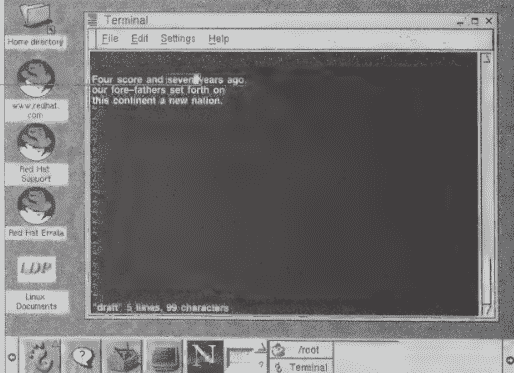 Terminal
File Edit Settings Help
Home directory
Four score and seven years ago
our fore-fathers set forth on
this continent a new nation.
www.redhat.
com
Red Hat
Support
Red Hat Errata
LDP
Linux
Documents
"draft" 5 lines, 99 characters
N
/root
?
Terminal